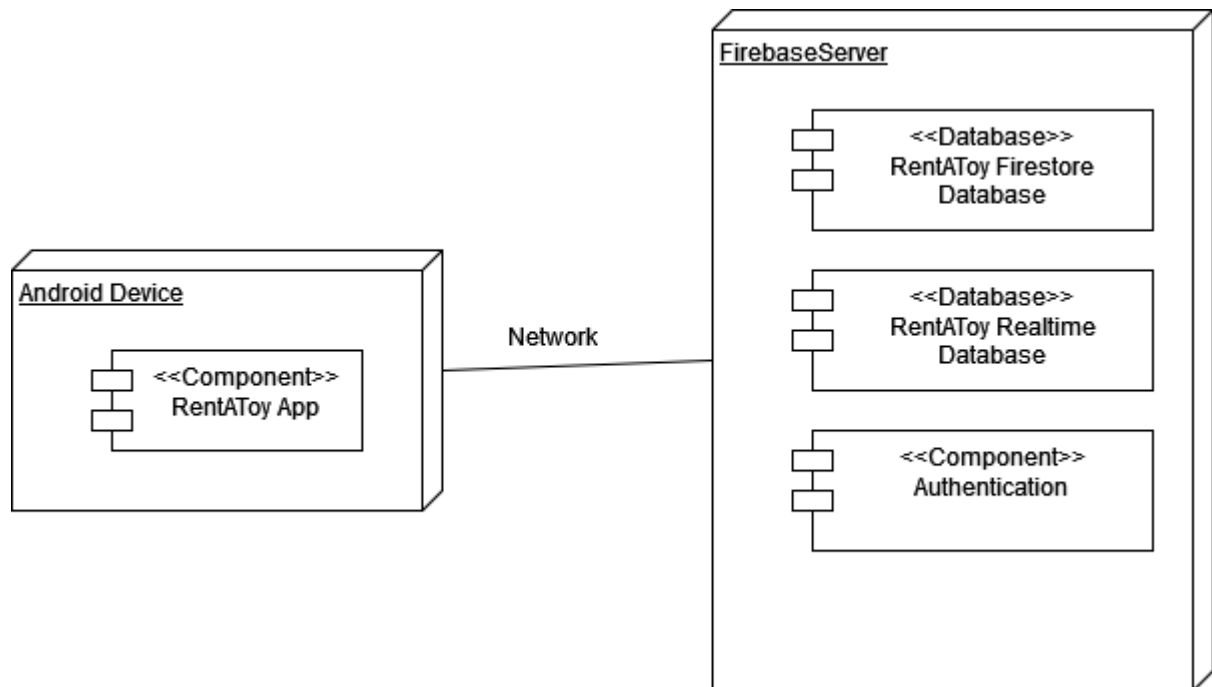 FirebaseServer
<<Database>>
RentAToy Firestore
Database
<<Database>>
RentAToy Realtime
Database
<<Component>>
Authentication
Network
Android Device
<<Component>>
RentAToy App